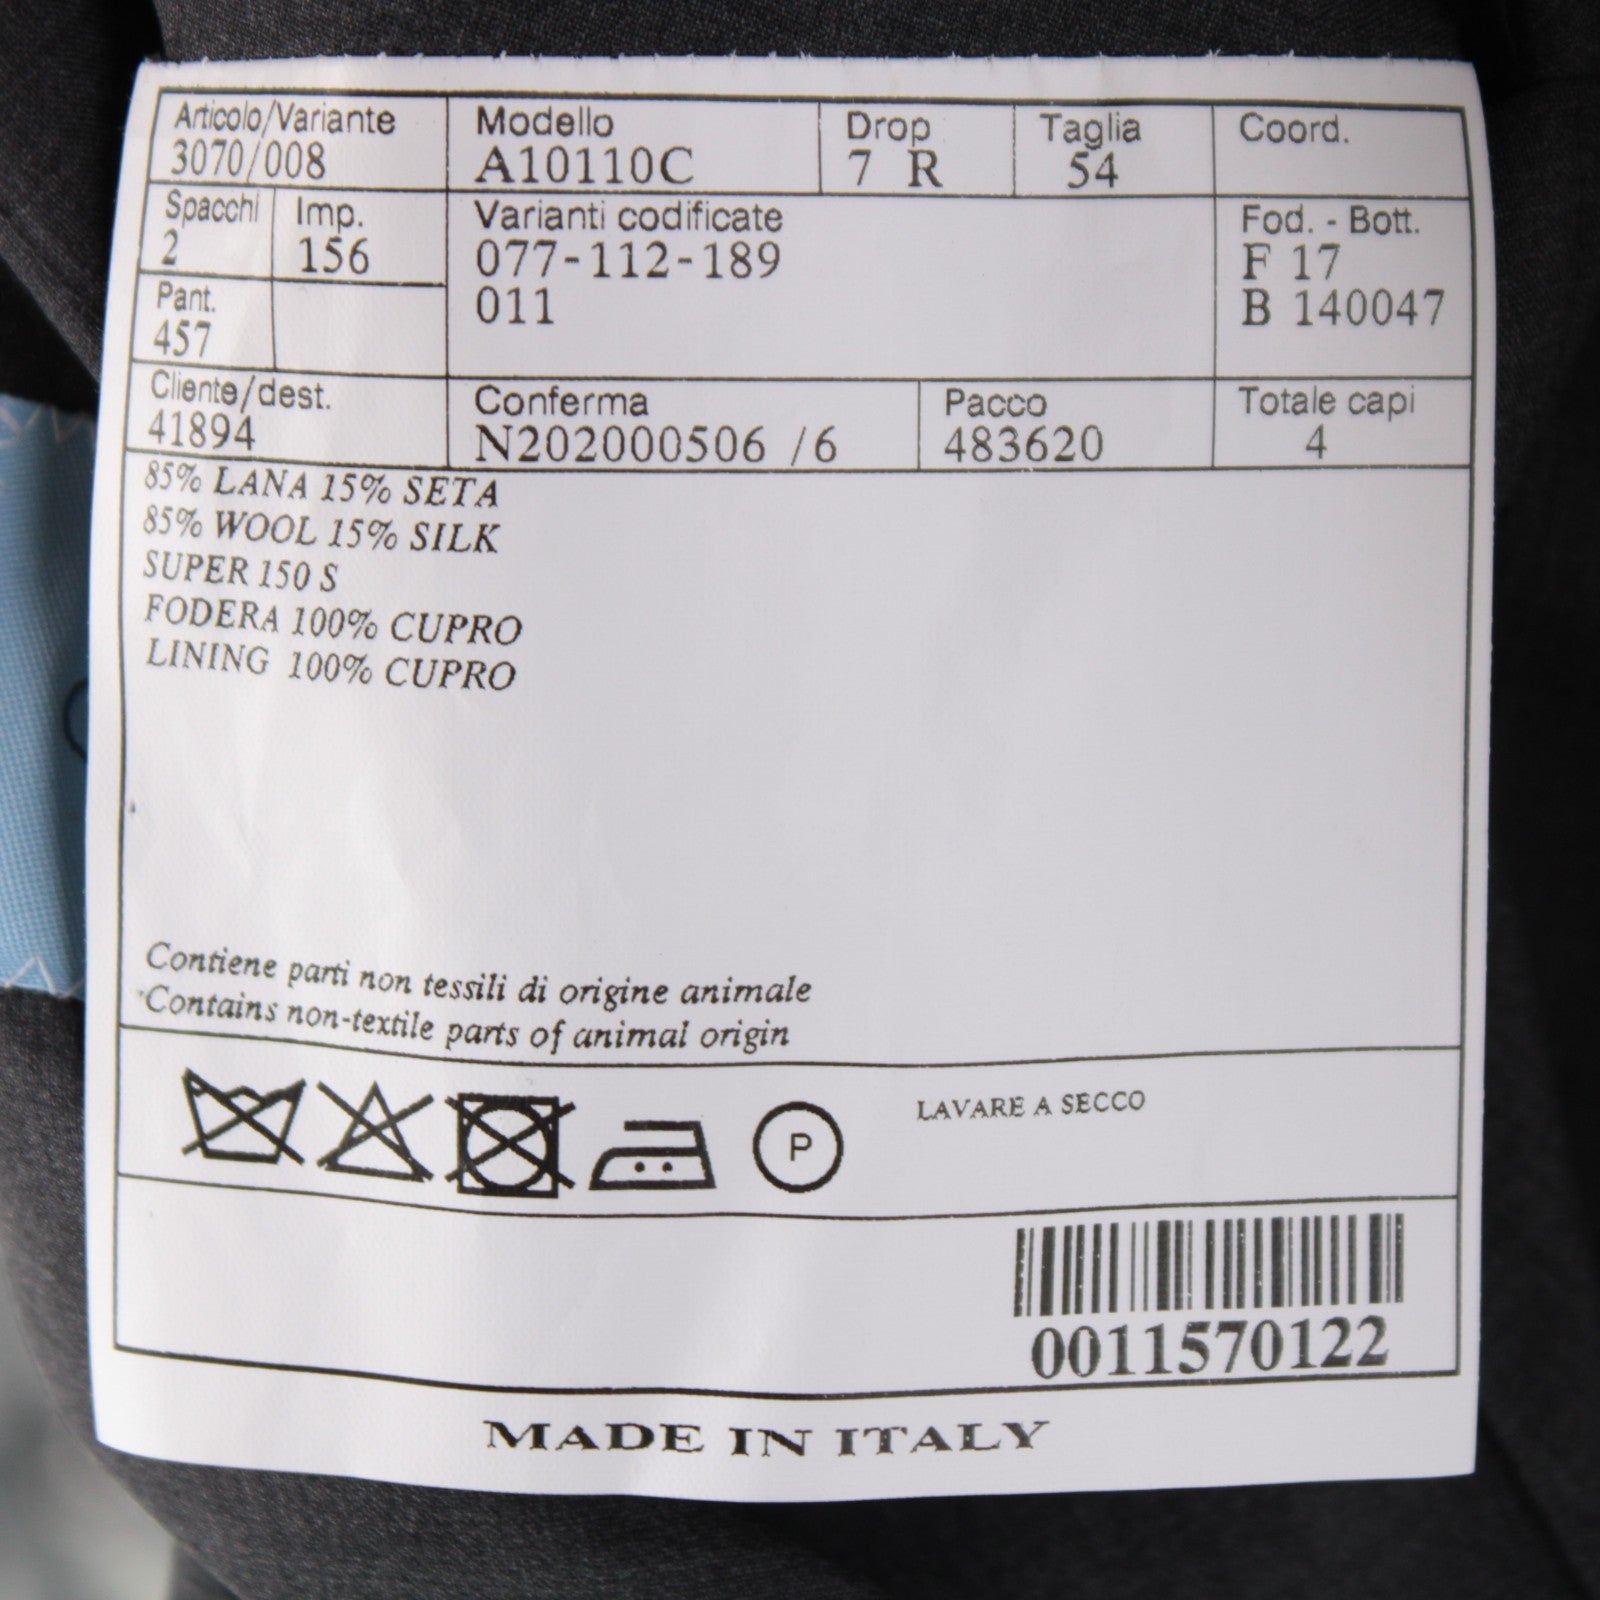 Articolo/Variante Modello Drop Taglia Coord.
3070/008 A10110C 7 R 54
Spacchi Imp. Varianti codificate Fod. - Bott.
2 156 077-112-189 F 17
Pant. 011 B 140047
457
Cliente/dest. Conferma Pacco Totale capi
41894 N202000506 /6 483620 4
85% LANA 15% SETA
85% WOOL 15% SILK
SUPER 150 S
FODERA 100% CUPRO
LINING 100% CUPRO
Contiene parti non tessili di origine animale
Contains non-textile parts of animal origin
P LAVARE A SECCO
0011570122
MADE IN ITALY